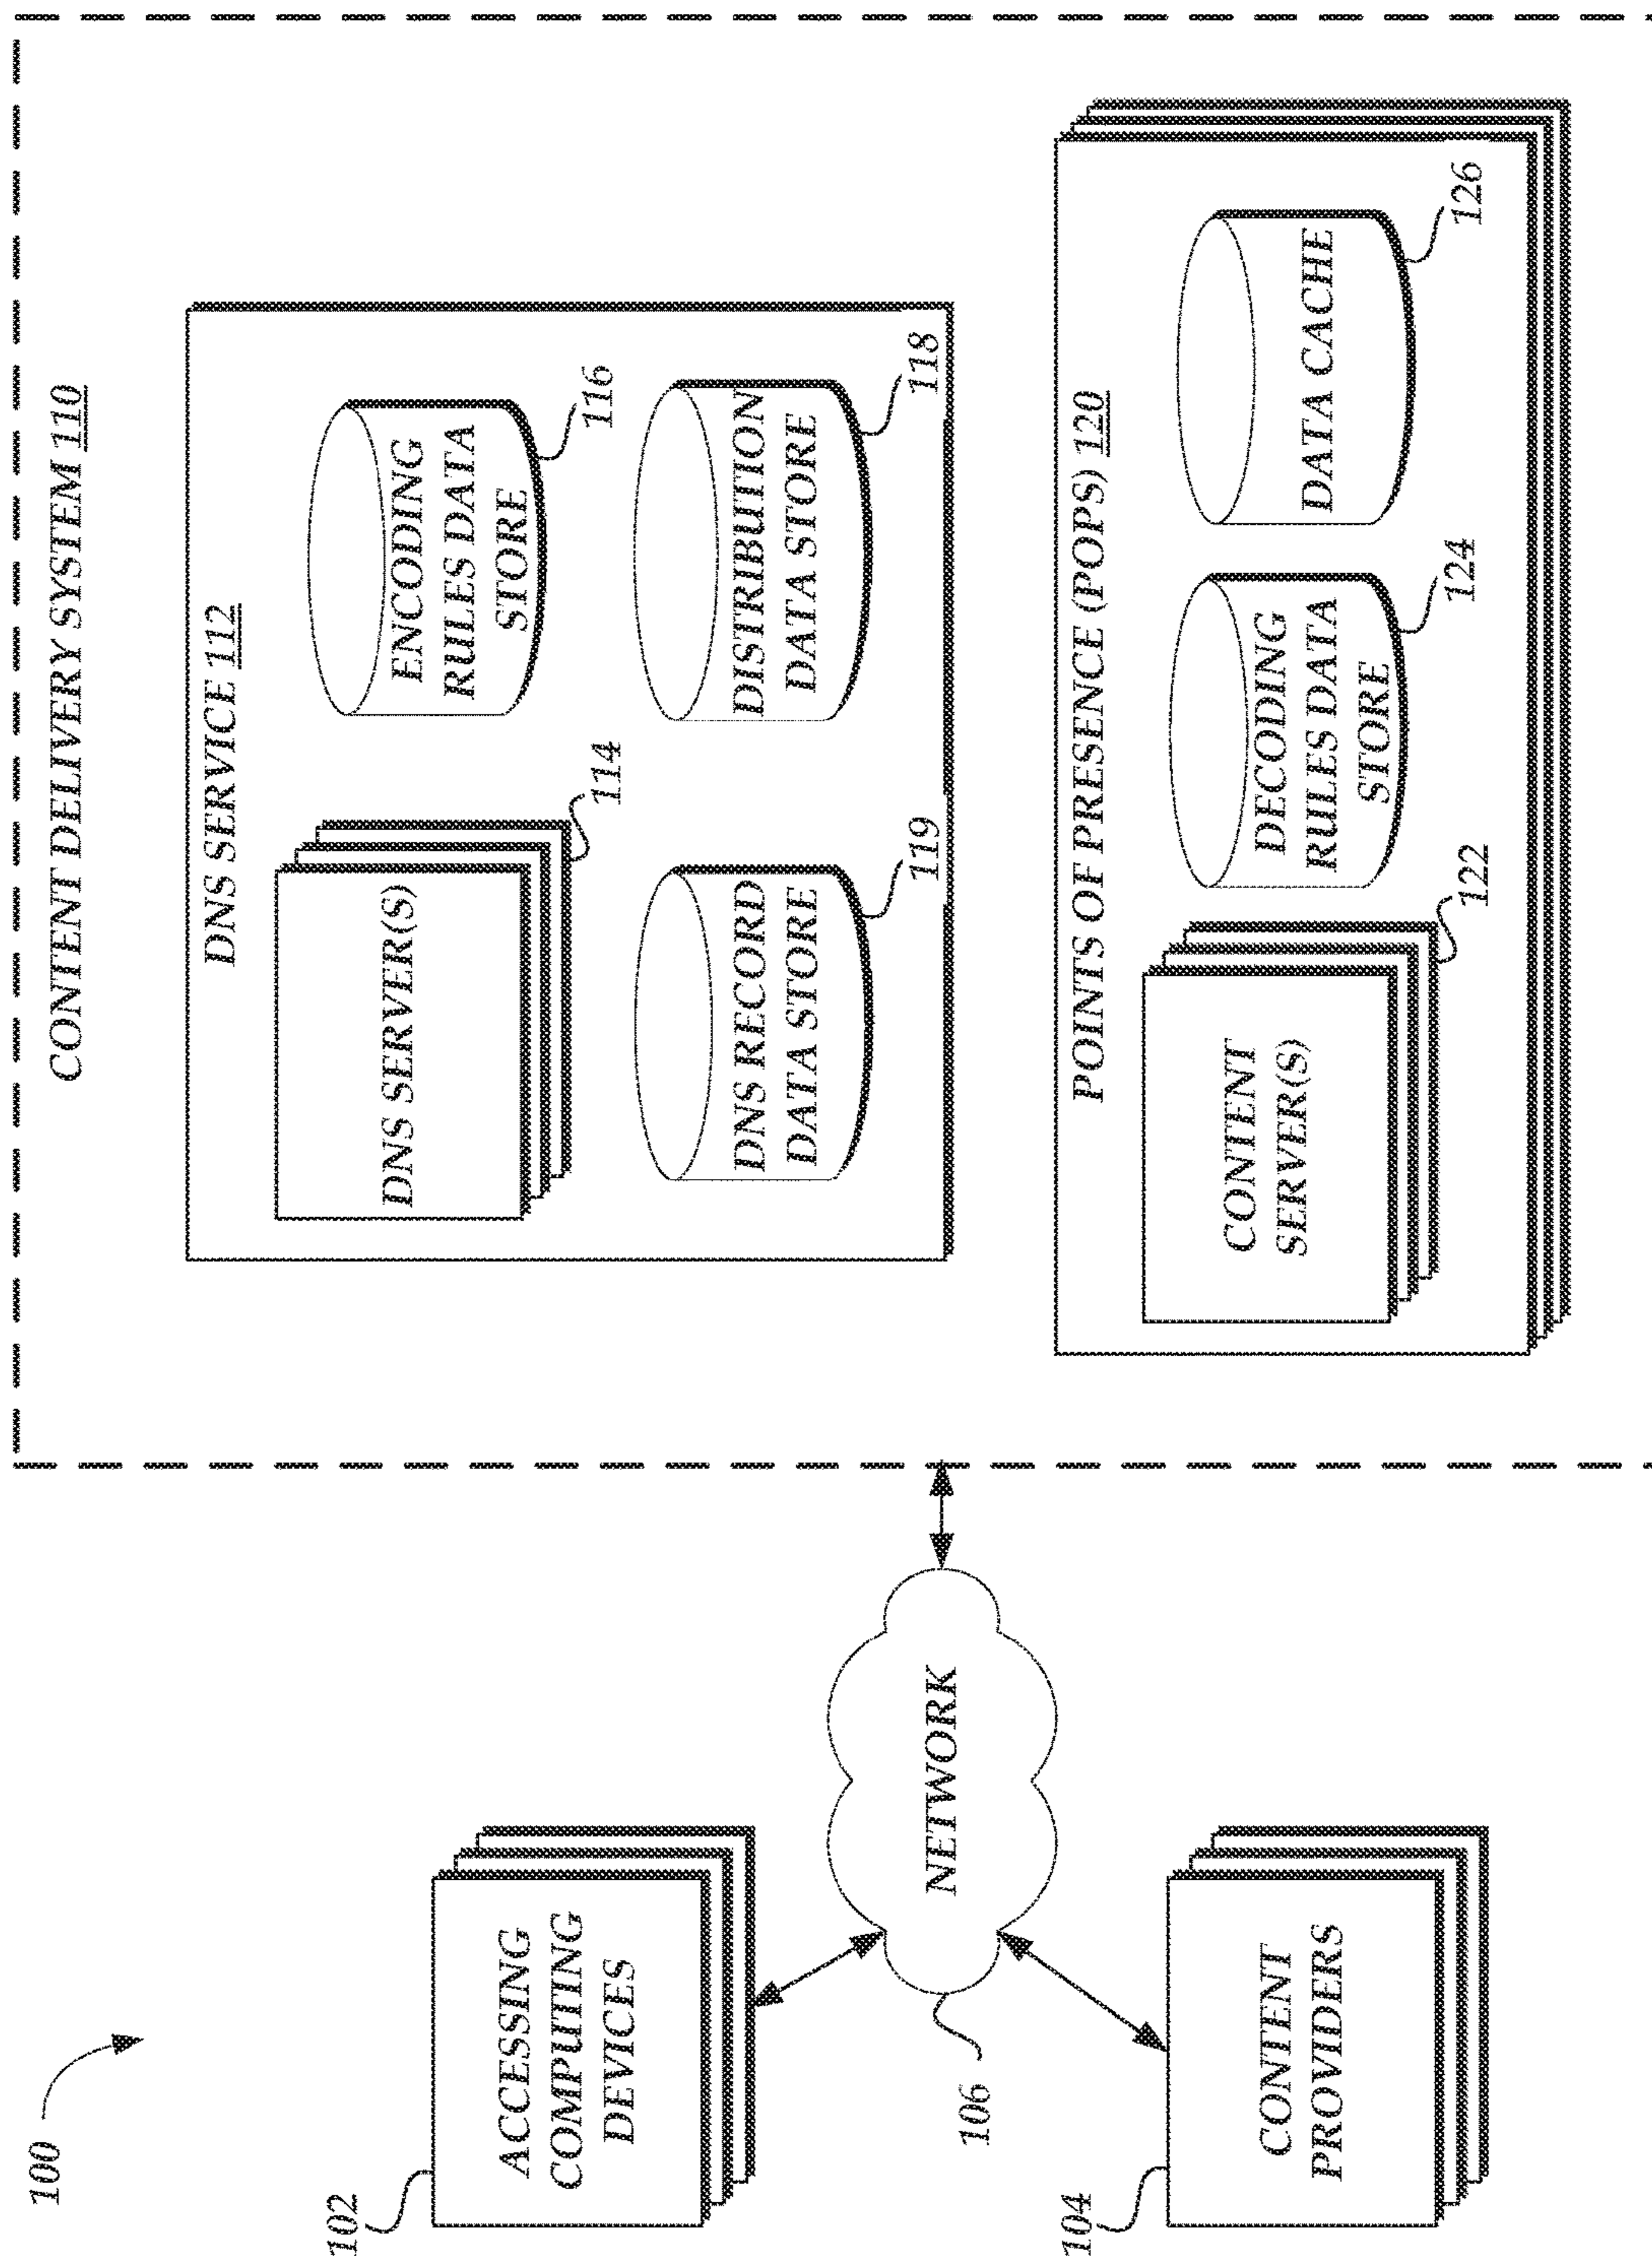 100
102
ACCESSING
COMPUTING
DEVICES
106
NETWORK
104
CONTENT
PROVIDERS
CONTENT DELIVERY SYSTEM 110
DNS SERVICE 112
DNS SERVER(S)
114
ENCODING
RULES DATA
STORE
116
DNS RECORD
DATA STORE
119
DISTRIBUTION
DATA STORE
118
POINTS OF PRESENCE (POPS) 120
CONTENT
SERVER(S)
122
DECODING
RULES DATA
STORE
124
DATA CACHE
126